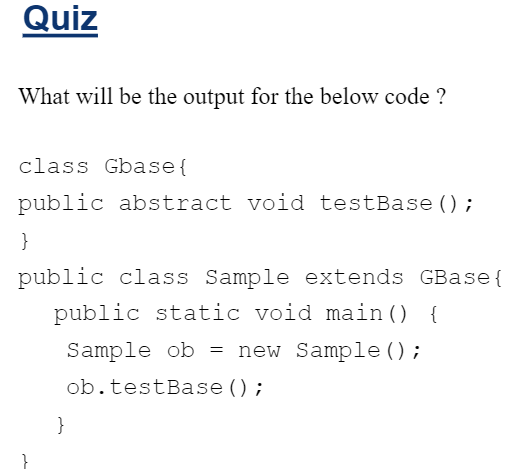 Quiz
What will be the output for the below code ?
class Gbase{
public abstract void testBase();
}
public class Sample extends GBase{
public static void main() {
Sample ob = new Sample();
ob.testBase();
}
}